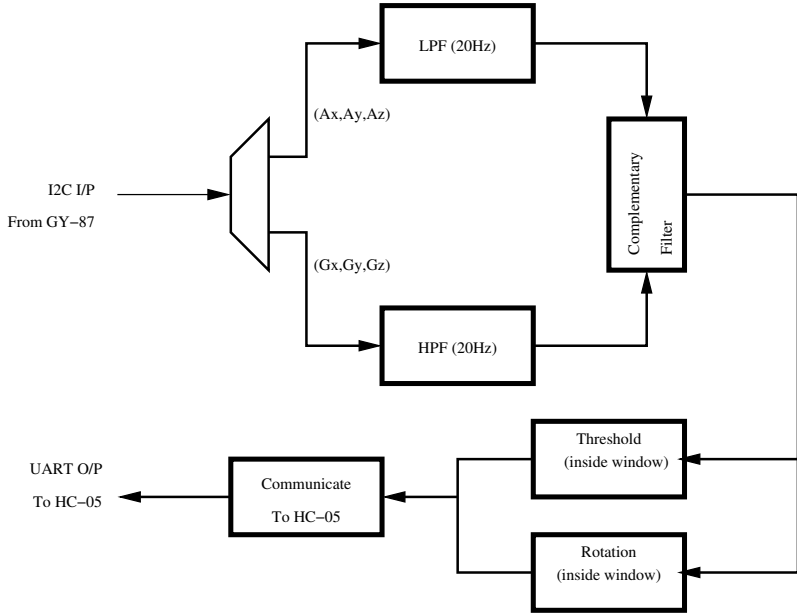 LPF (20Hz)
(Ax,Ay,Az)
I2C I/P
From GY−87
Complementary
Filter
(Gx,Gy,Gz)
HPF (20Hz)
Threshold
(inside window)
UART O/P
To HC−05
Communicate
To HC−05
Rotation
(inside window)